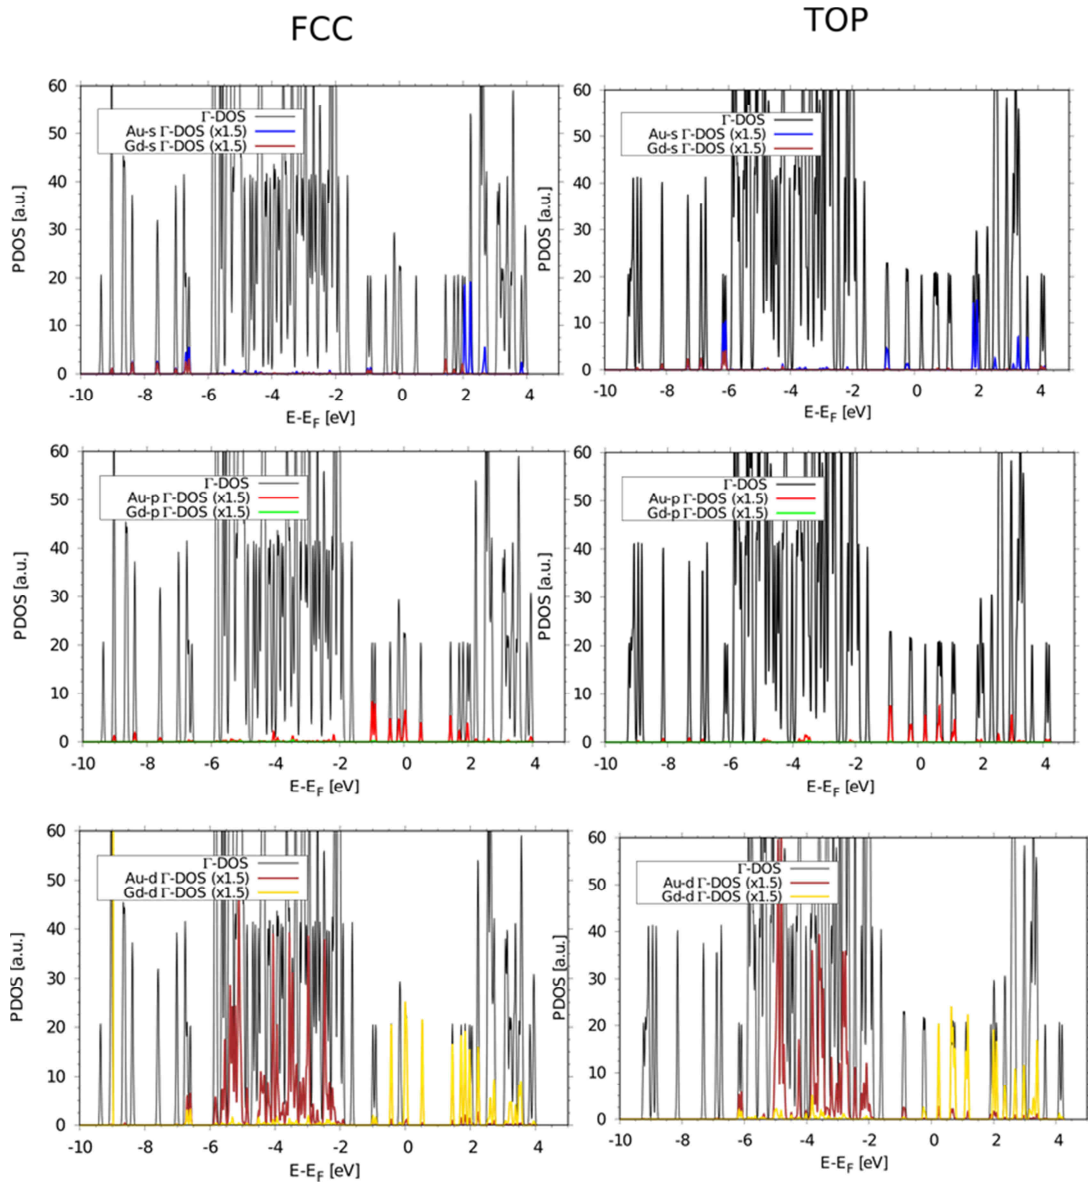 FCC
TOP
60
50
40
30
20
10
0
PDOS [a.u.]
Γ-DOS
Au-s Γ-DOS (x1.5)
Gd-s Γ-DOS (x1.5)
-10 -8 -6 -4 -2 0 2 4
E-EF [eV]
60
50
40
30
20
10
0
PDOS [a.u.]
Γ-DOS
Au-s Γ-DOS (x1.5)
Gd-s Γ-DOS (x1.5)
-10 -8 -6 -4 -2 0 2 4
E-EF [eV]
60
50
40
30
20
10
0
PDOS [a.u.]
Γ-DOS
Au-p Γ-DOS (x1.5)
Gd-p Γ-DOS (x1.5)
-10 -8 -6 -4 -2 0 2 4
E-EF [eV]
60
50
40
30
20
10
0
PDOS [a.u.]
Γ-DOS
Au-p Γ-DOS (x1.5)
Gd-p Γ-DOS (x1.5)
-10 -8 -6 -4 -2 0 2 4
E-EF [eV]
60
50
40
30
20
10
0
PDOS [a.u.]
Γ-DOS
Au-d Γ-DOS (x1.5)
Gd-d Γ-DOS (x1.5)
-10 -8 -6 -4 -2 0 2 4
E-EF [eV]
60
50
40
30
20
10
0
PDOS [a.u.]
Γ-DOS
Au-d Γ-DOS (x1.5)
Gd-d Γ-DOS (x1.5)
-10 -8 -6 -4 -2 0 2 4
E-EF [eV]